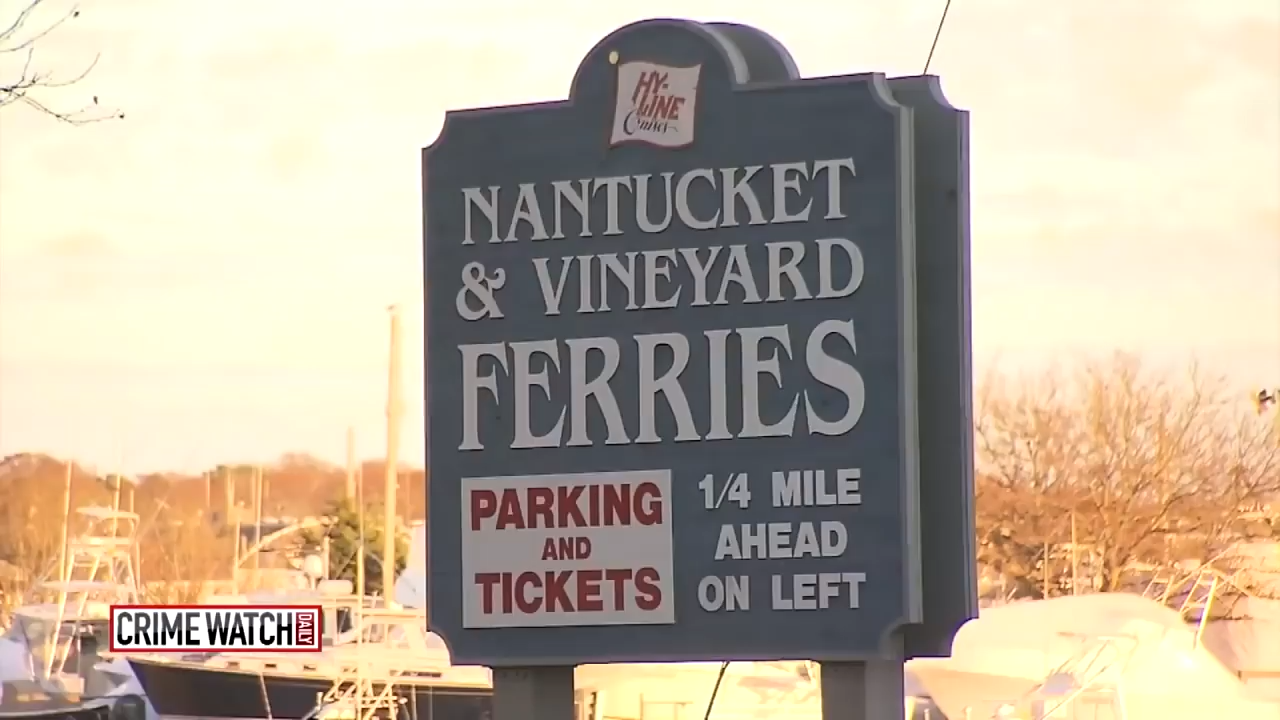 HY-
LINE
Cruises
NANTUCKET
& VINEYARD
FERRIES
PARKING
AND
TICKETS
1/4 MILE
AHEAD
ON LEFT
CRIME WATCH DAILY